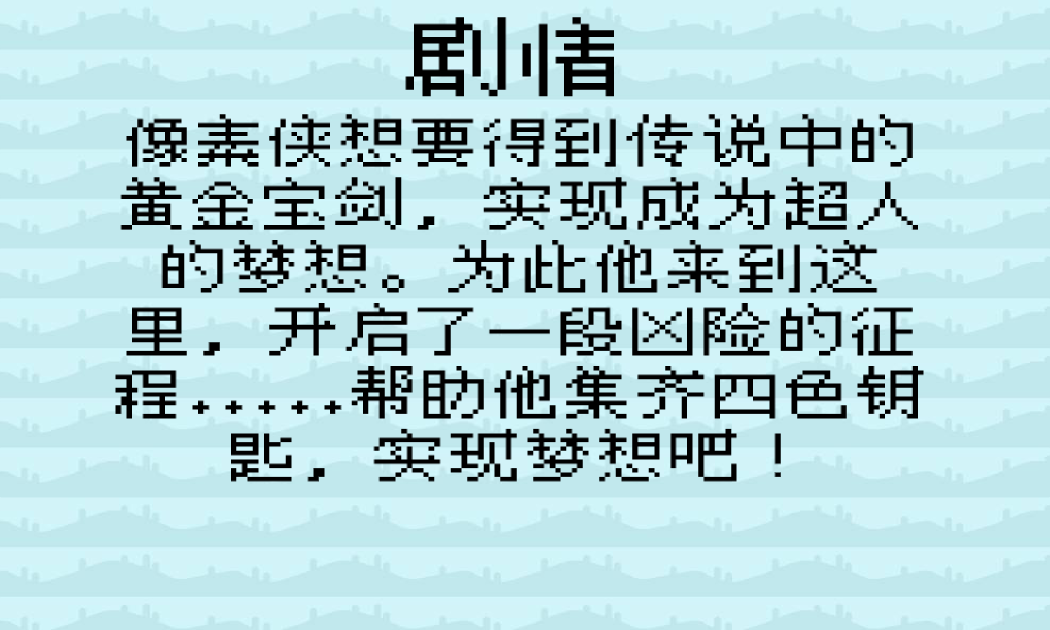 剧情
像素侠想要得到传说中的
黄金宝剑，实现成为超人
的梦想。为此他来到这
里，开启了一段凶险的征
程.....帮助他集齐四色钥
匙，实现梦想吧！